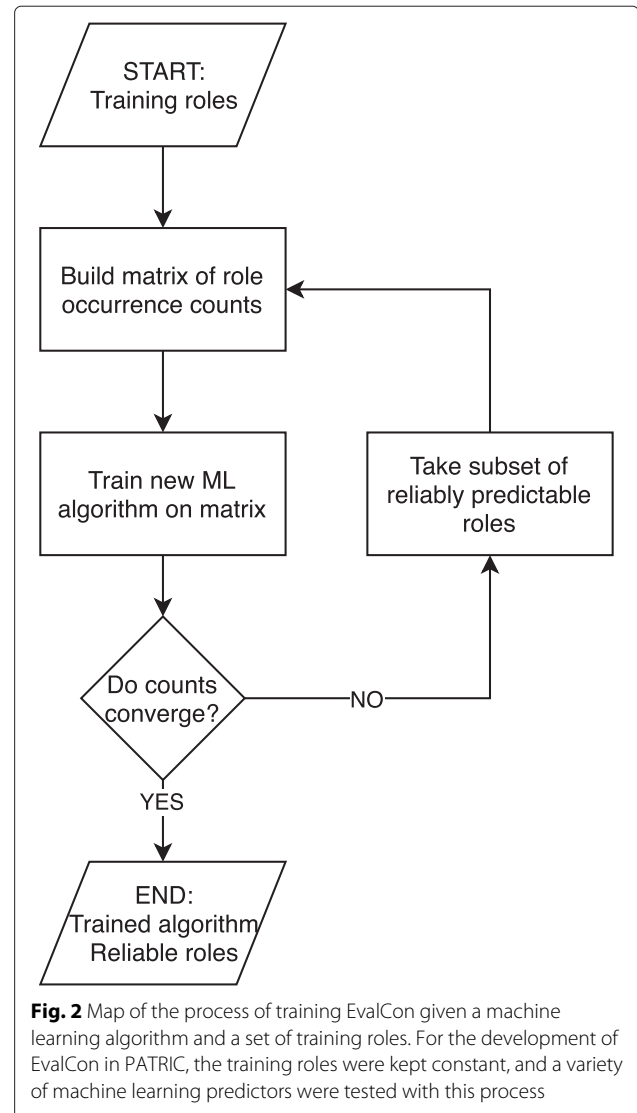 START:
Training roles
Build matrix of role
occurrence counts
Train new ML
algorithm on matrix
Take subset of
reliably predictable
roles
Do counts
converge?
NO
YES
END:
Trained algorithm
Reliable roles
Fig. 2 Map of the process of training EvalCon given a machine
learning algorithm and a set of training roles. For the development of
EvalCon in PATRIC, the training roles were kept constant, and a variety
of machine learning predictors were tested with this process